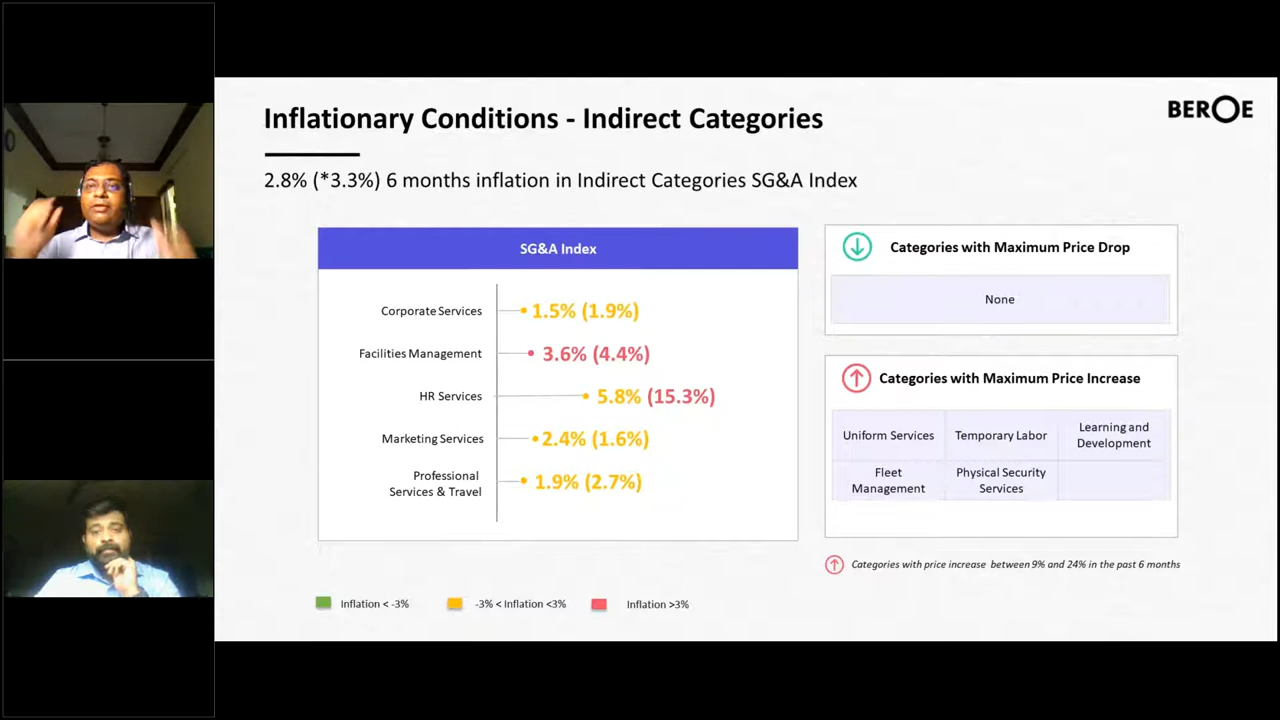 Inflationary Conditions - Indirect Categories
BEROE
2.8% (*3.3%) 6 months inflation in Indirect Categories SG&A Index
SG&A Index
Corporate Services
1.5% (1.9%)
Facilities Management
3.6% (4.4%)
HR Services
5.8% (15.3%)
Marketing Services
2.4% (1.6%)
Professional
Services & Travel
1.9% (2.7%)
Inflation < -3%
-3% < Inflation <3%
Inflation >3%
Categories with Maximum Price Drop
None
Categories with Maximum Price Increase
Uniform Services
Temporary Labor
Learning and
Development
Fleet
Management
Physical Security
Services
Categories with price increase between 9% and 24% in the past 6 months